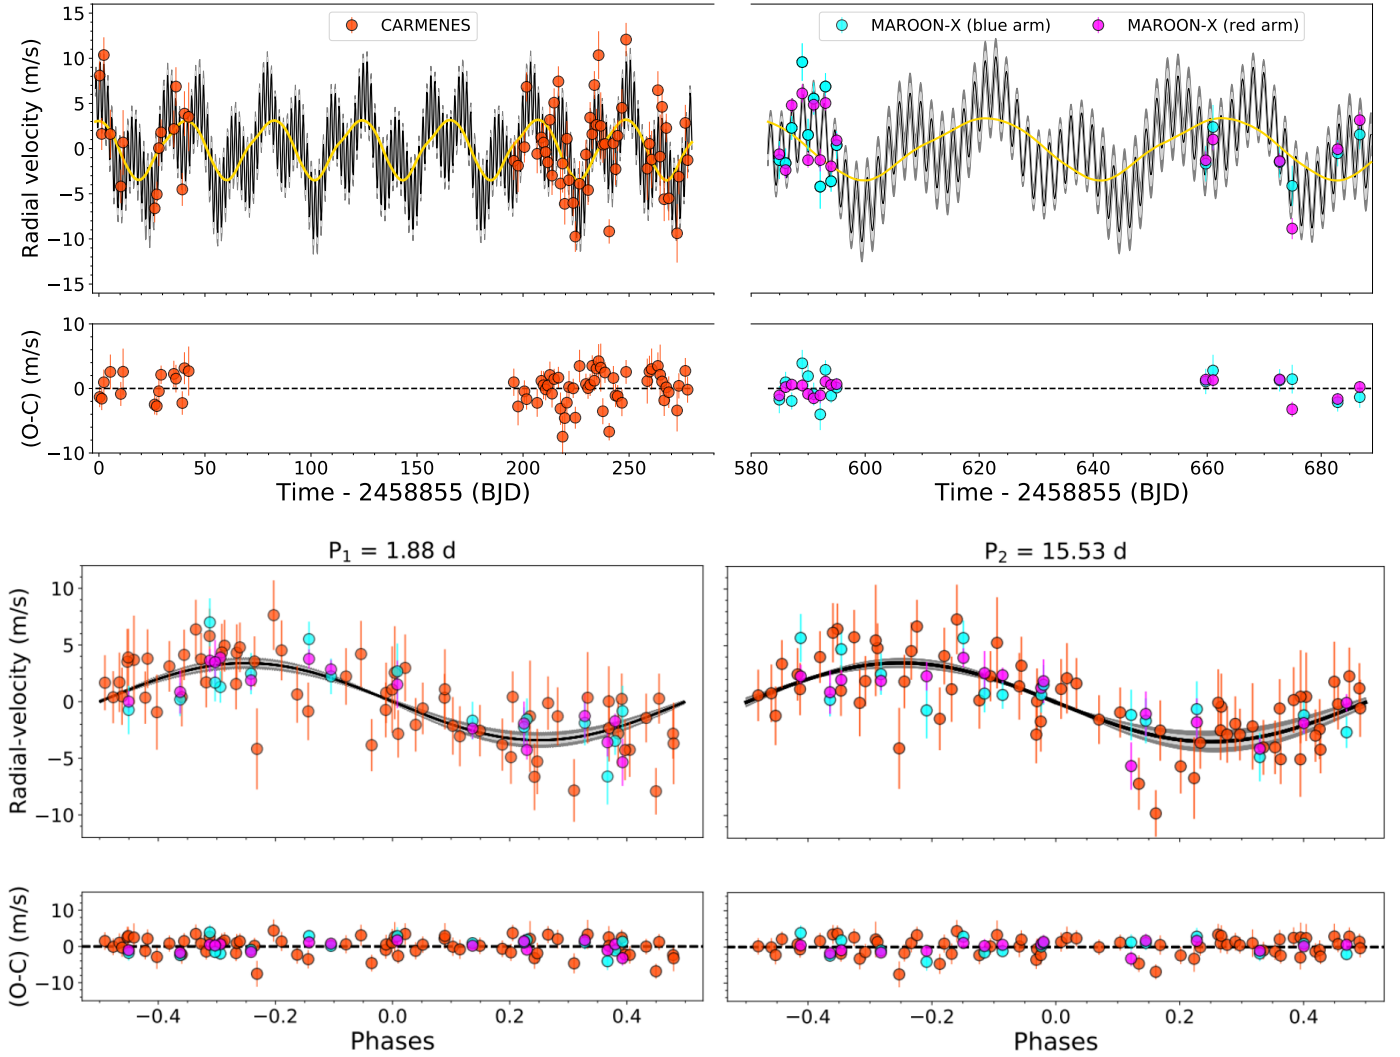 CARMENES
MAROON-X (blue arm) MAROON-X (red arm)
Radial velocity (m/s)
15
10
5
0
−5
−10
−15
(O-C) (m/s)
10
0
−10
0 50 100 150 200 250
580 600 620 640 660 680
Time - 2458855 (BJD)
Time - 2458855 (BJD)
P1 = 1.88 d
P2 = 15.53 d
Radial-velocity (m/s)
10
5
0
−5
−10
(O-C) (m/s)
10
0
−10
−0.4 −0.2 0.0 0.2 0.4
−0.4 −0.2 0.0 0.2 0.4
Phases
Phases